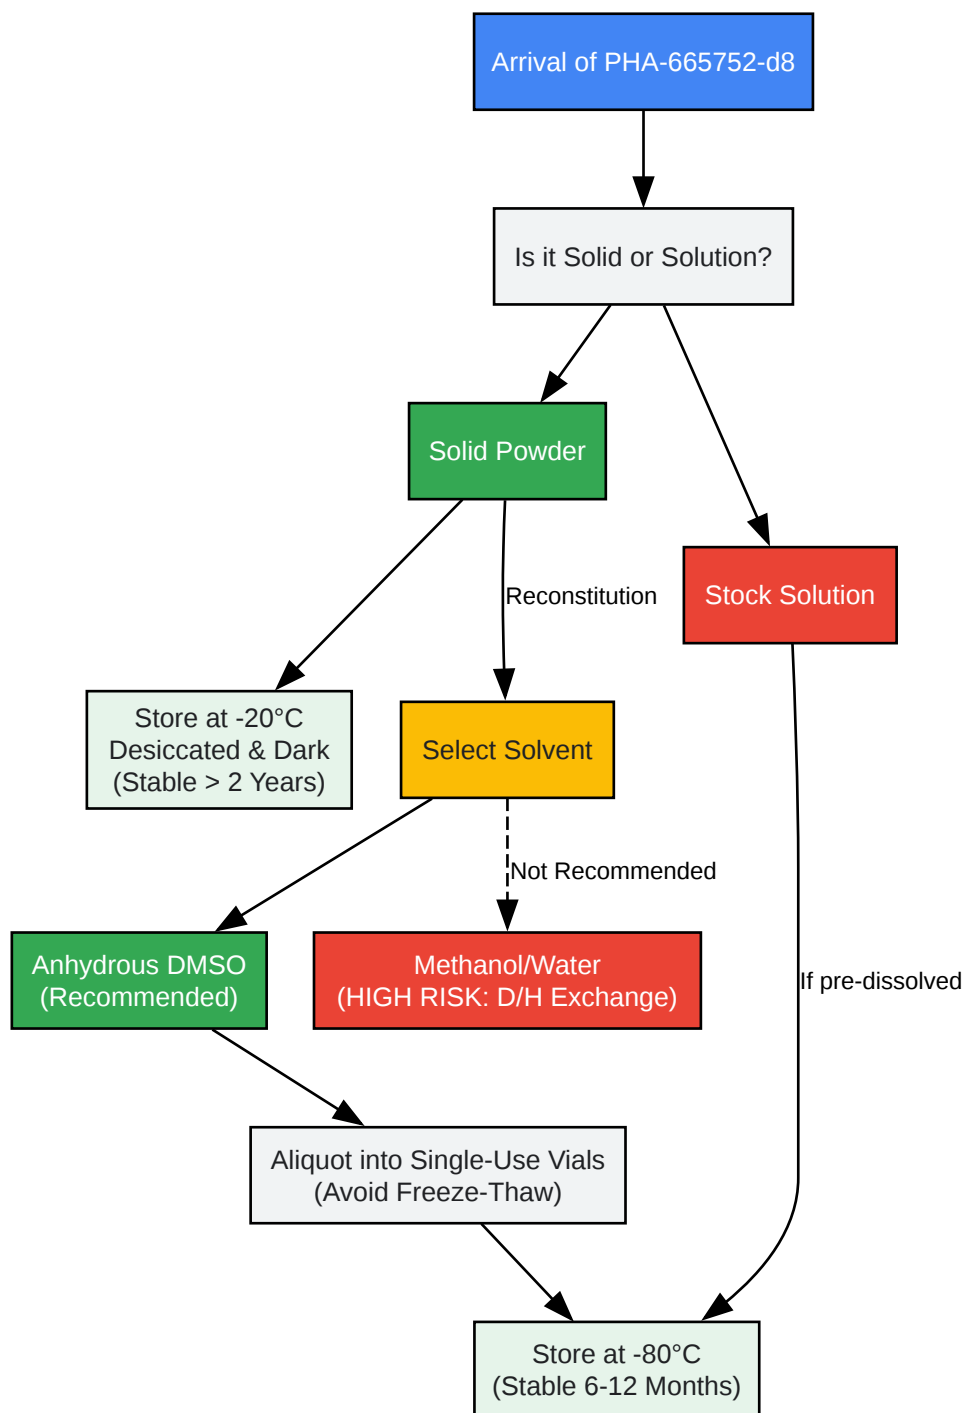 Arrival of PHA-665752-d8
Is it Solid or Solution?
Solid Powder
Reconstitution
Stock Solution
Store at -20°C
Desiccated & Dark
(Stable > 2 Years)
Select Solvent
Not Recommended
Anhydrous DMSO
(Recommended)
Methanol/Water
(HIGH RISK: D/H Exchange)
If pre-dissolved
Aliquot into Single-Use Vials
(Avoid Freeze-Thaw)
Store at -80°C
(Stable 6-12 Months)